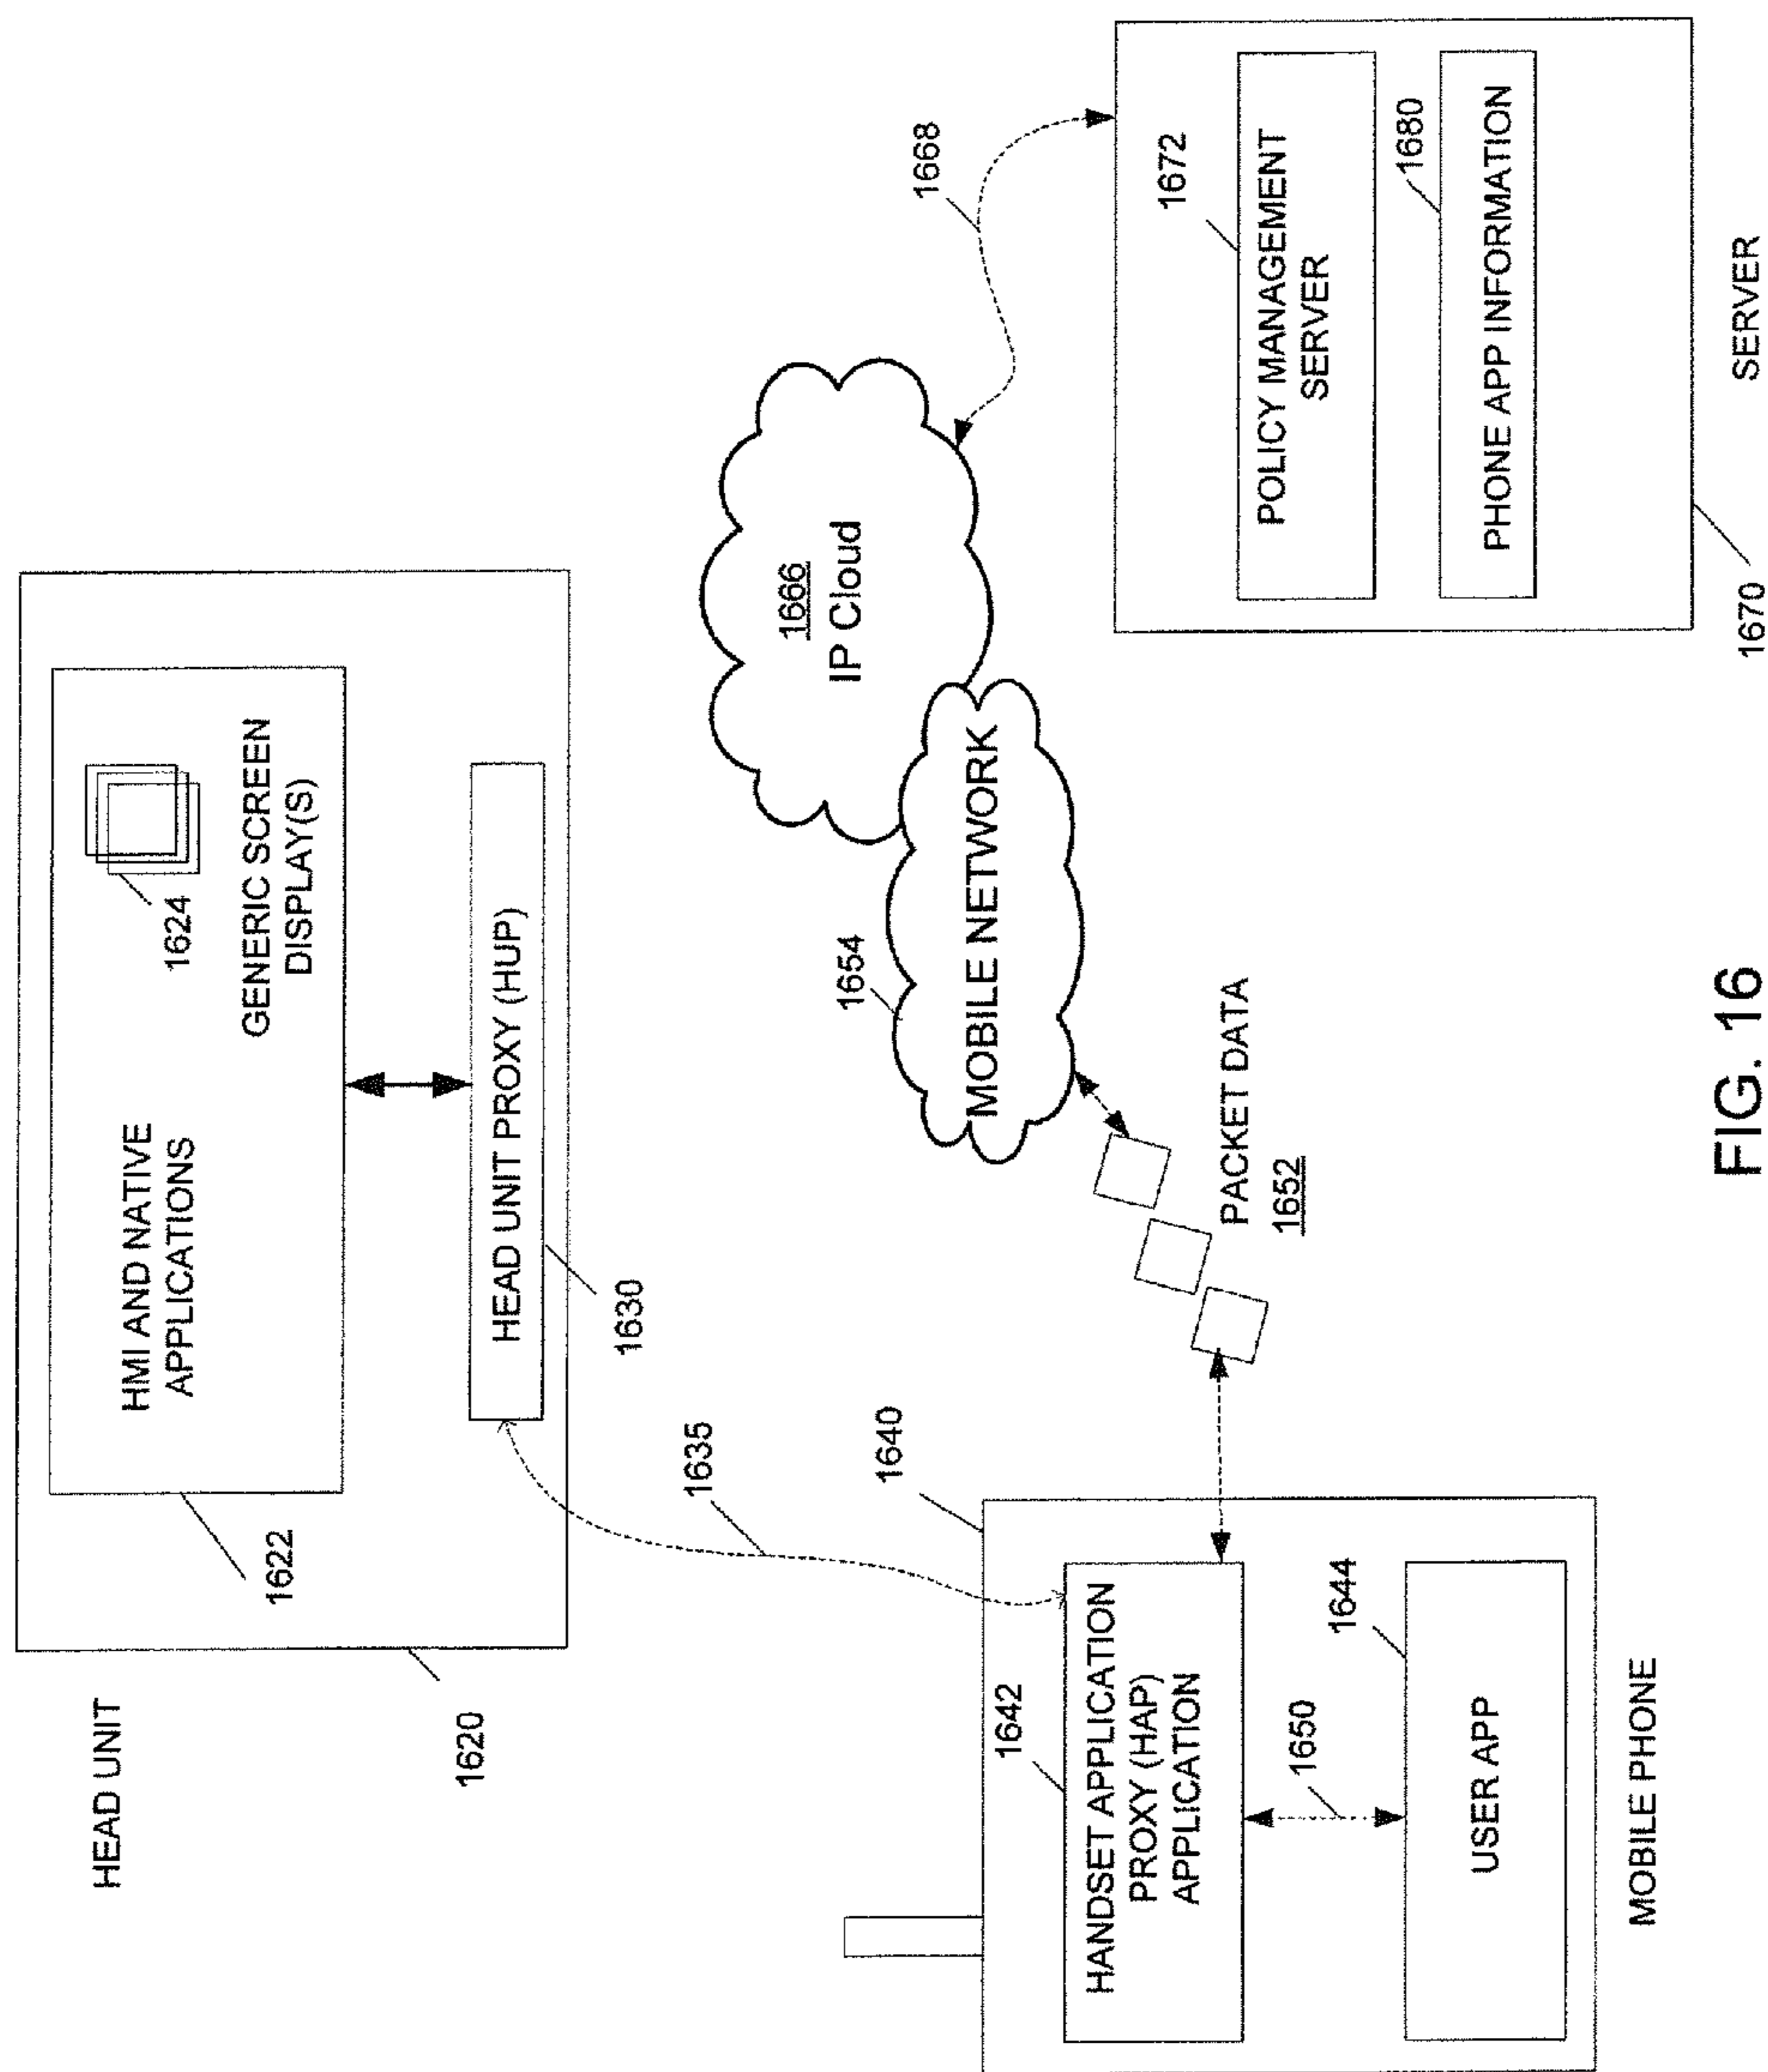 HEAD UNIT
1620
1622
HMI AND NATIVE
APPLICATIONS
1624
GENERIC SCREEN
DISPLAY(S)
HEAD UNIT PROXY (HUP)
1630
1635
1640
1642
HANDSET APPLICATION
PROXY (HAP)
APPLICATION
1650
1644
USER APP
MOBILE PHONE
PACKET DATA
1652
1654
MOBILE NETWORK
1666
IP Cloud
1668
1672
POLICY MANAGEMENT
SERVER
1680
PHONE APP INFORMATION
1670
SERVER
FIG. 16